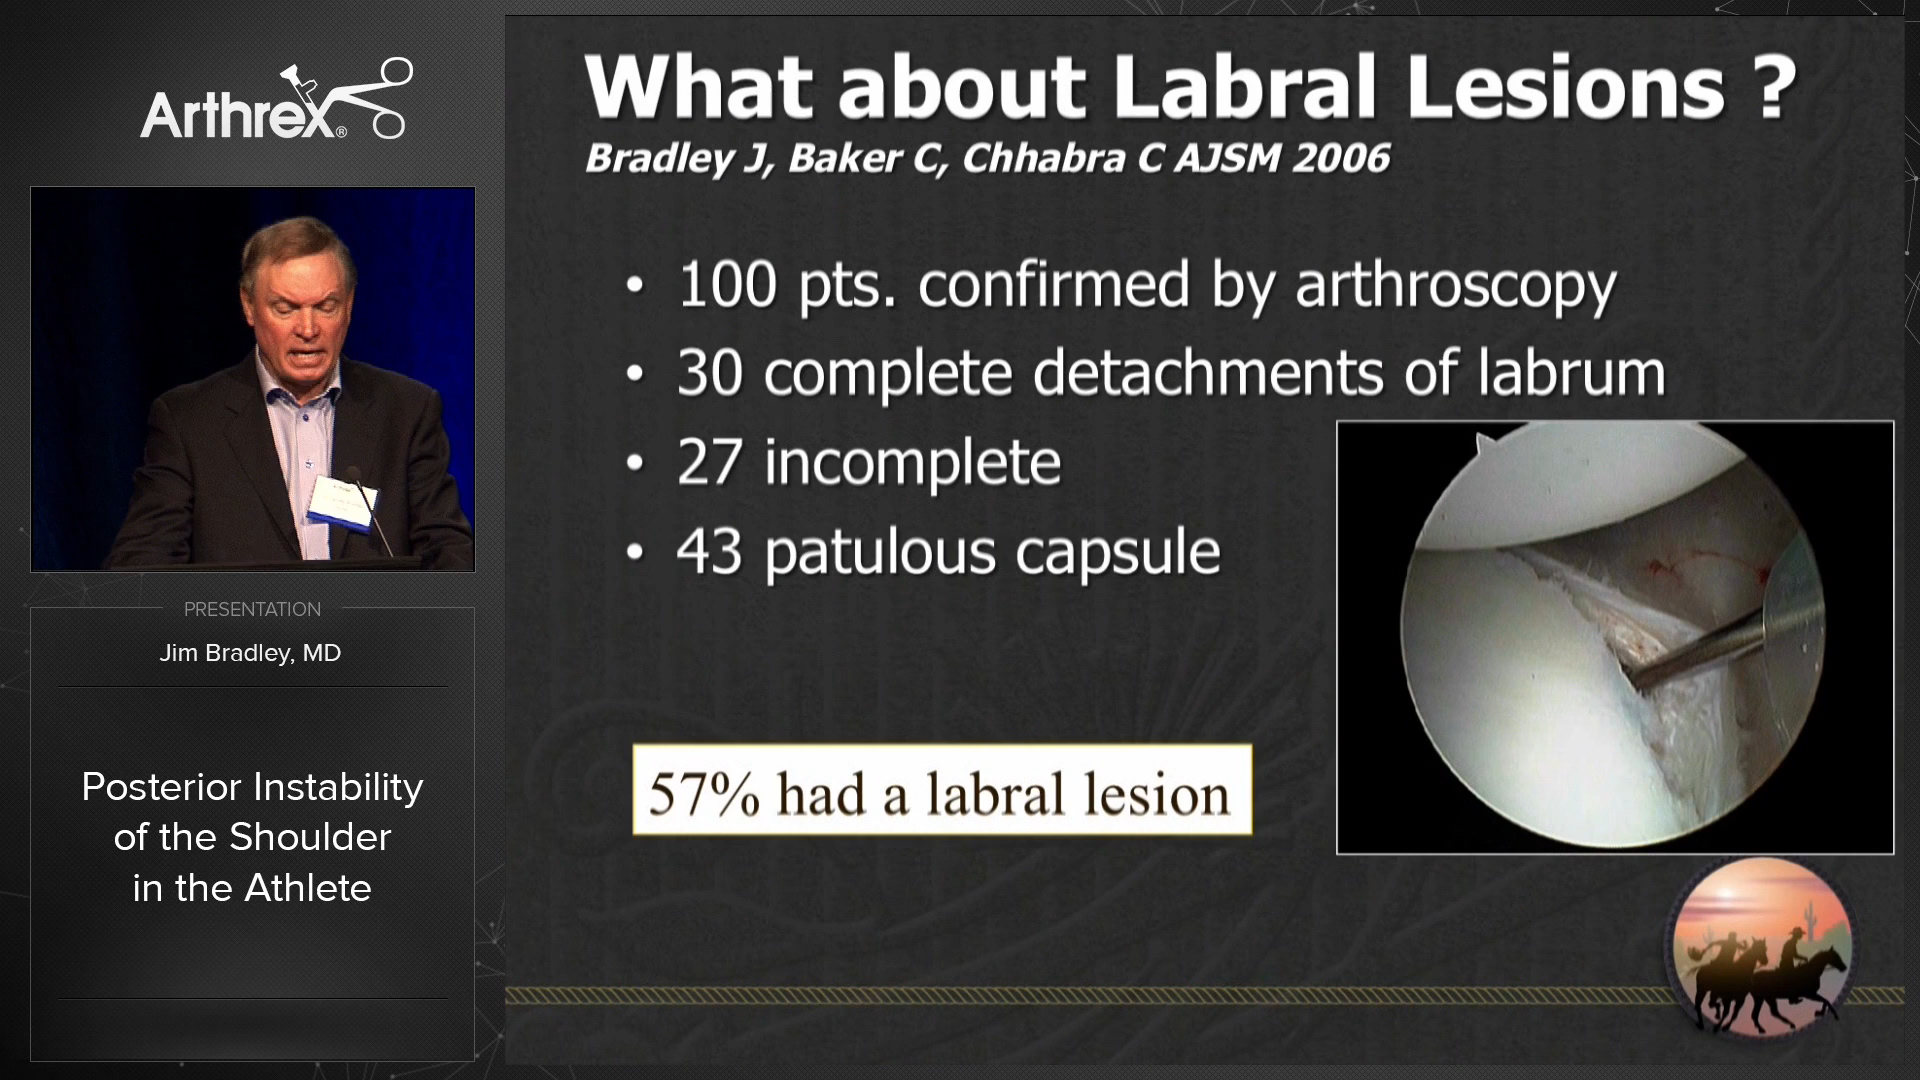 Arthrex®
PRESENTATION
Jim Bradley, MD
Posterior Instability
of the Shoulder
in the Athlete
What about Labral Lesions ?
Bradley J, Baker C, Chhabra C AJSM 2006
• 100 pts. confirmed by arthroscopy
• 30 complete detachments of labrum
• 27 incomplete
• 43 patulous capsule
57% had a labral lesion